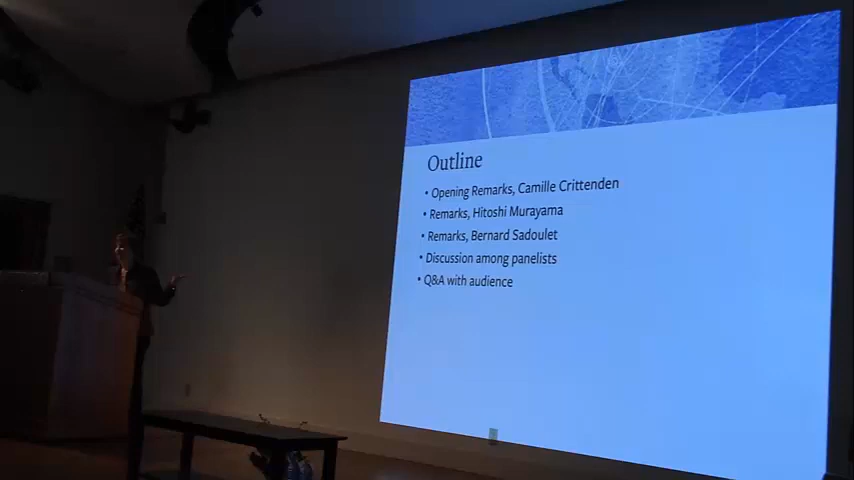 Outline
• Opening Remarks, Camille Crittenden
• Remarks, Hitoshi Murayama
• Remarks, Bernard Sadoulet
• Discussion among panelists
• Q&A with audience